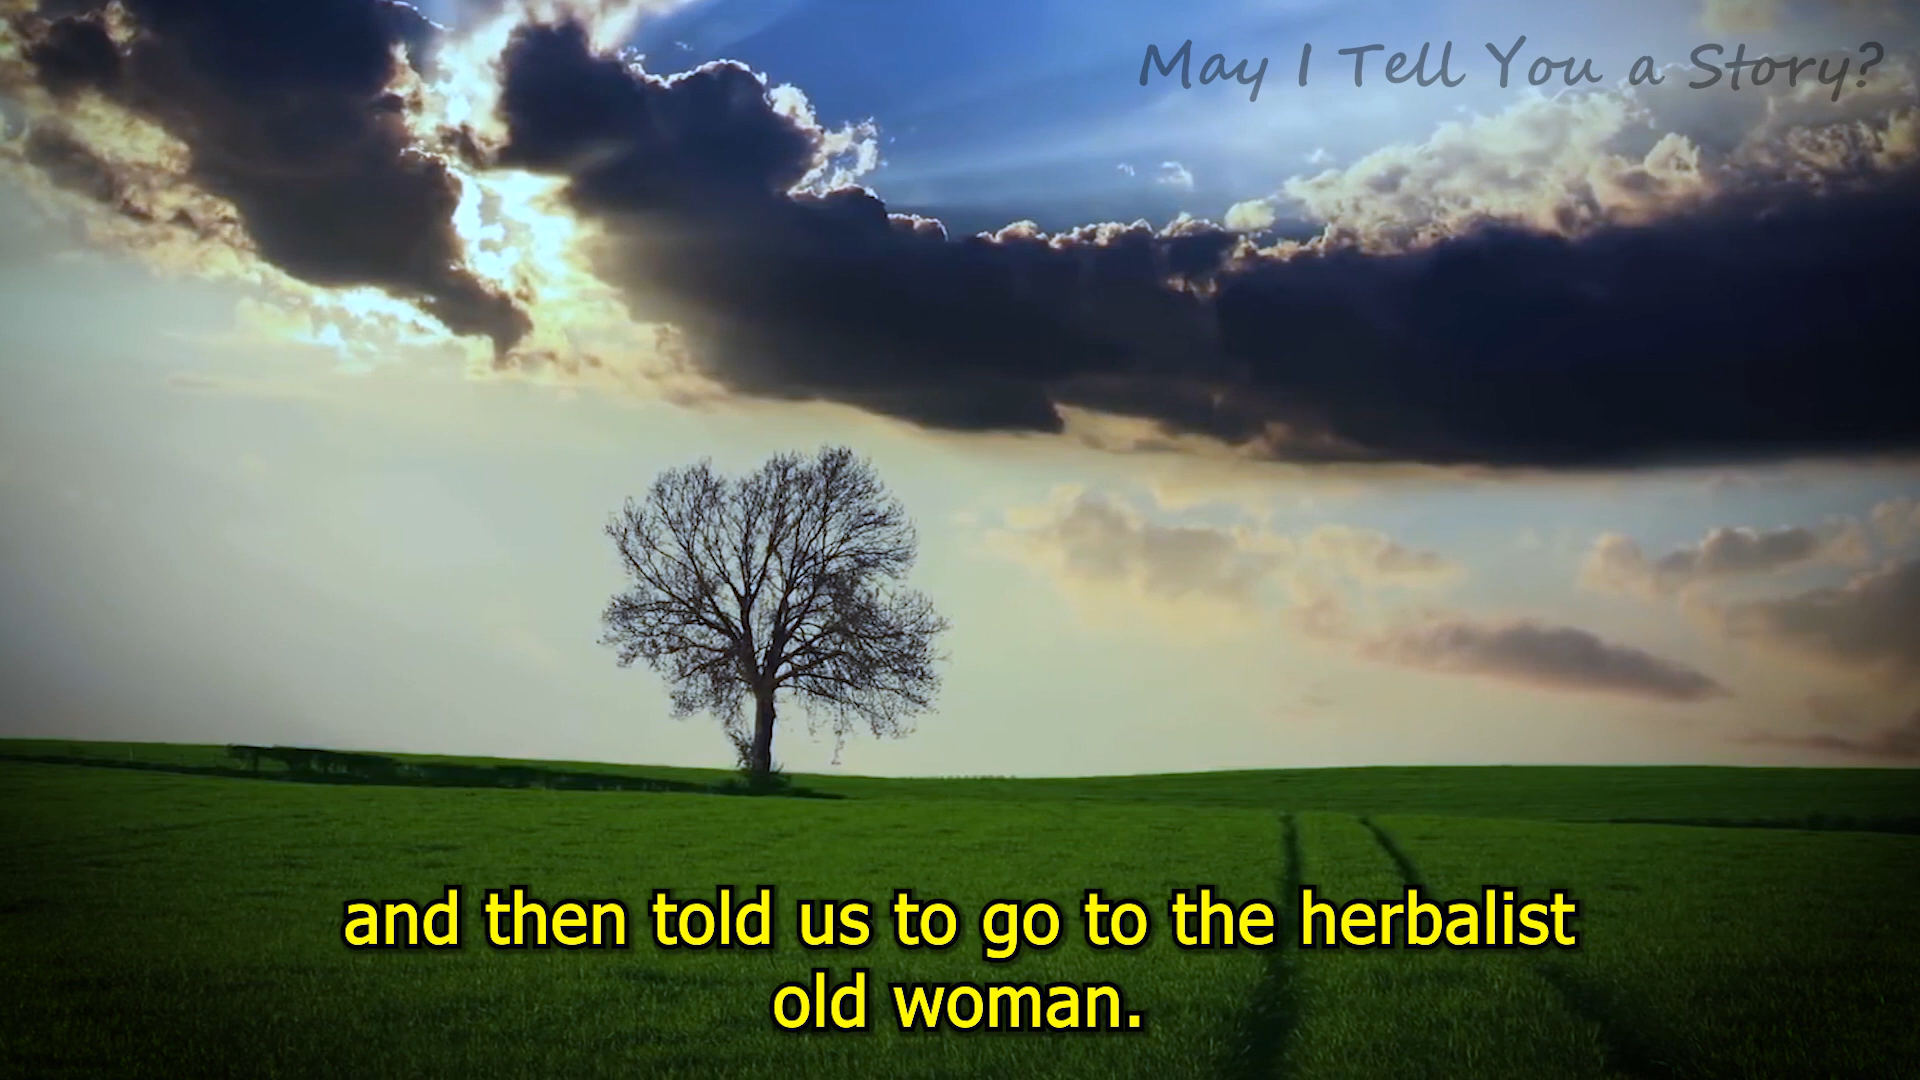 May I Tell You a Story?
and then told us to go to the herbalist
old woman.